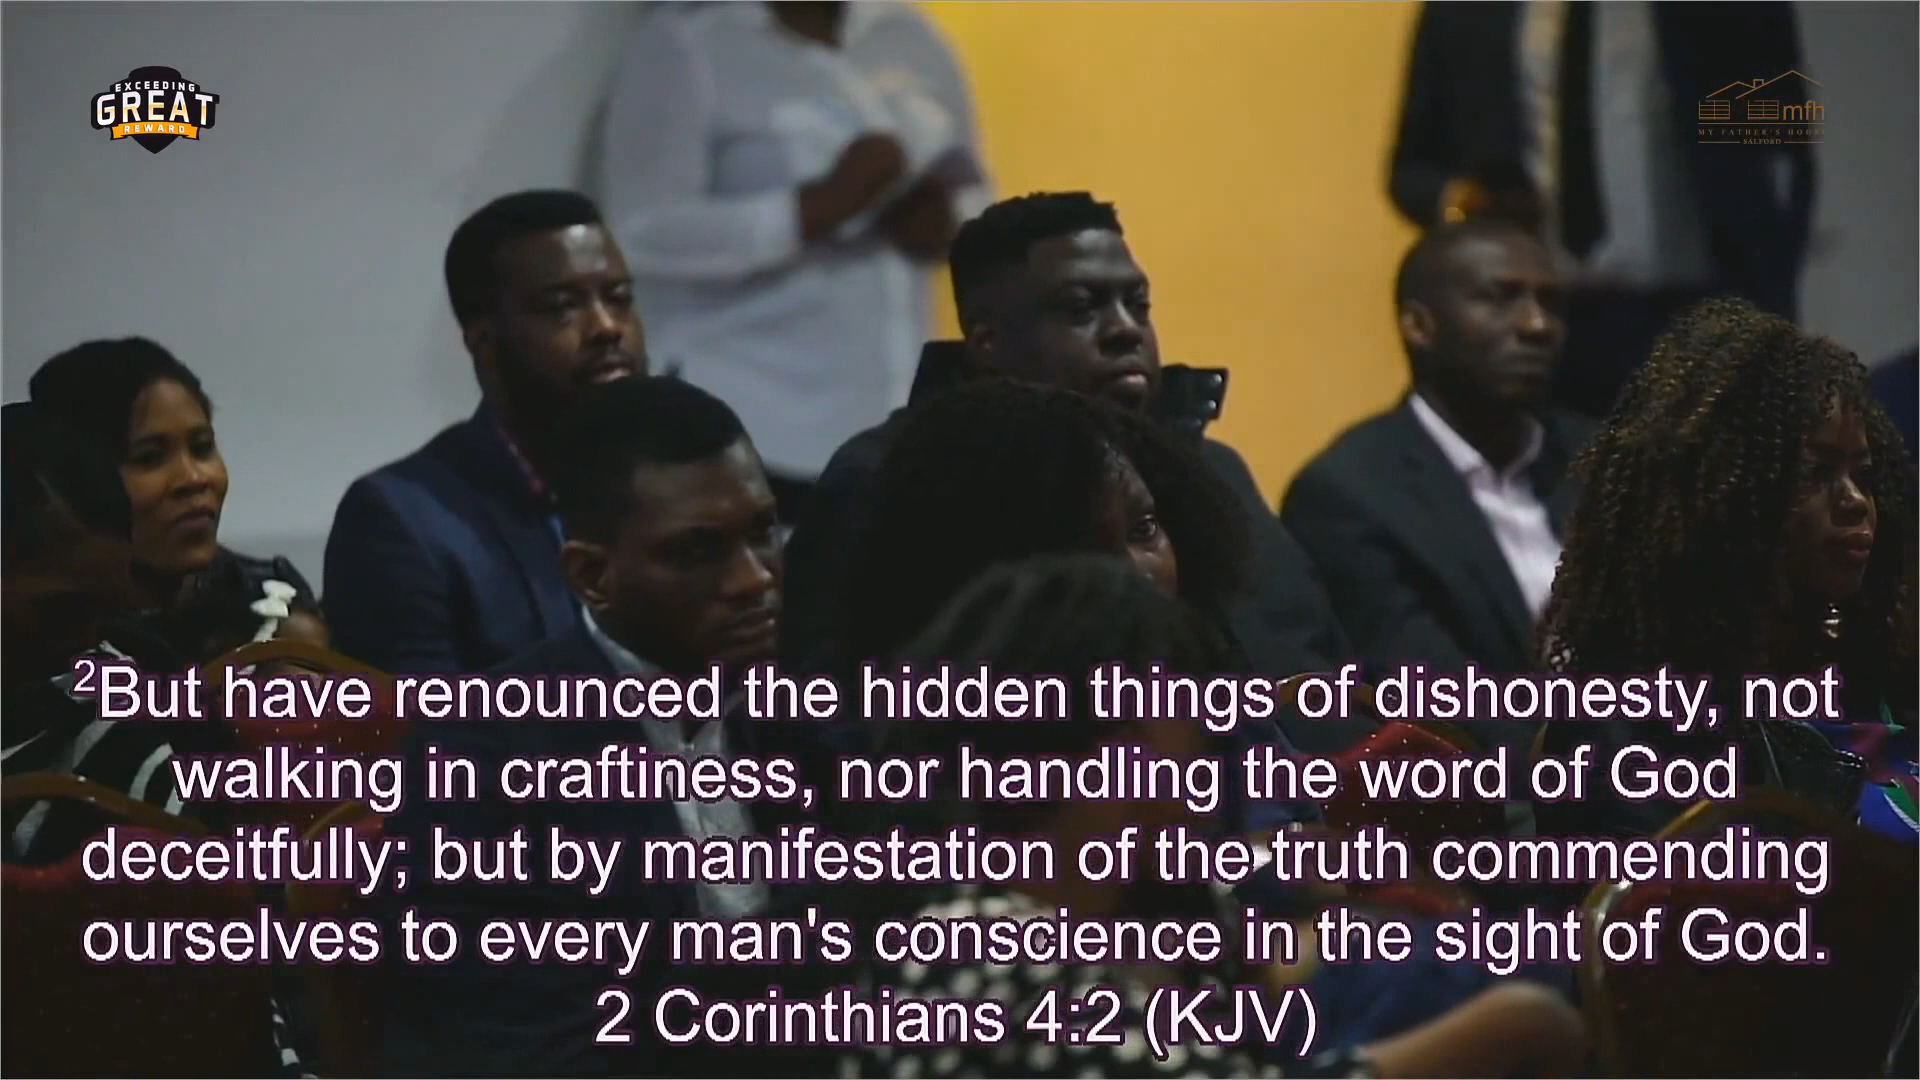 EXCEEDING
GREAT
REWARD
mfh
MY FATHER'S HOUSE
SALFORD
²But have renounced the hidden things of dishonesty, not
walking in craftiness, nor handling the word of God
deceitfully; but by manifestation of the truth commending
ourselves to every man's conscience in the sight of God.
2 Corinthians 4:2 (KJV)